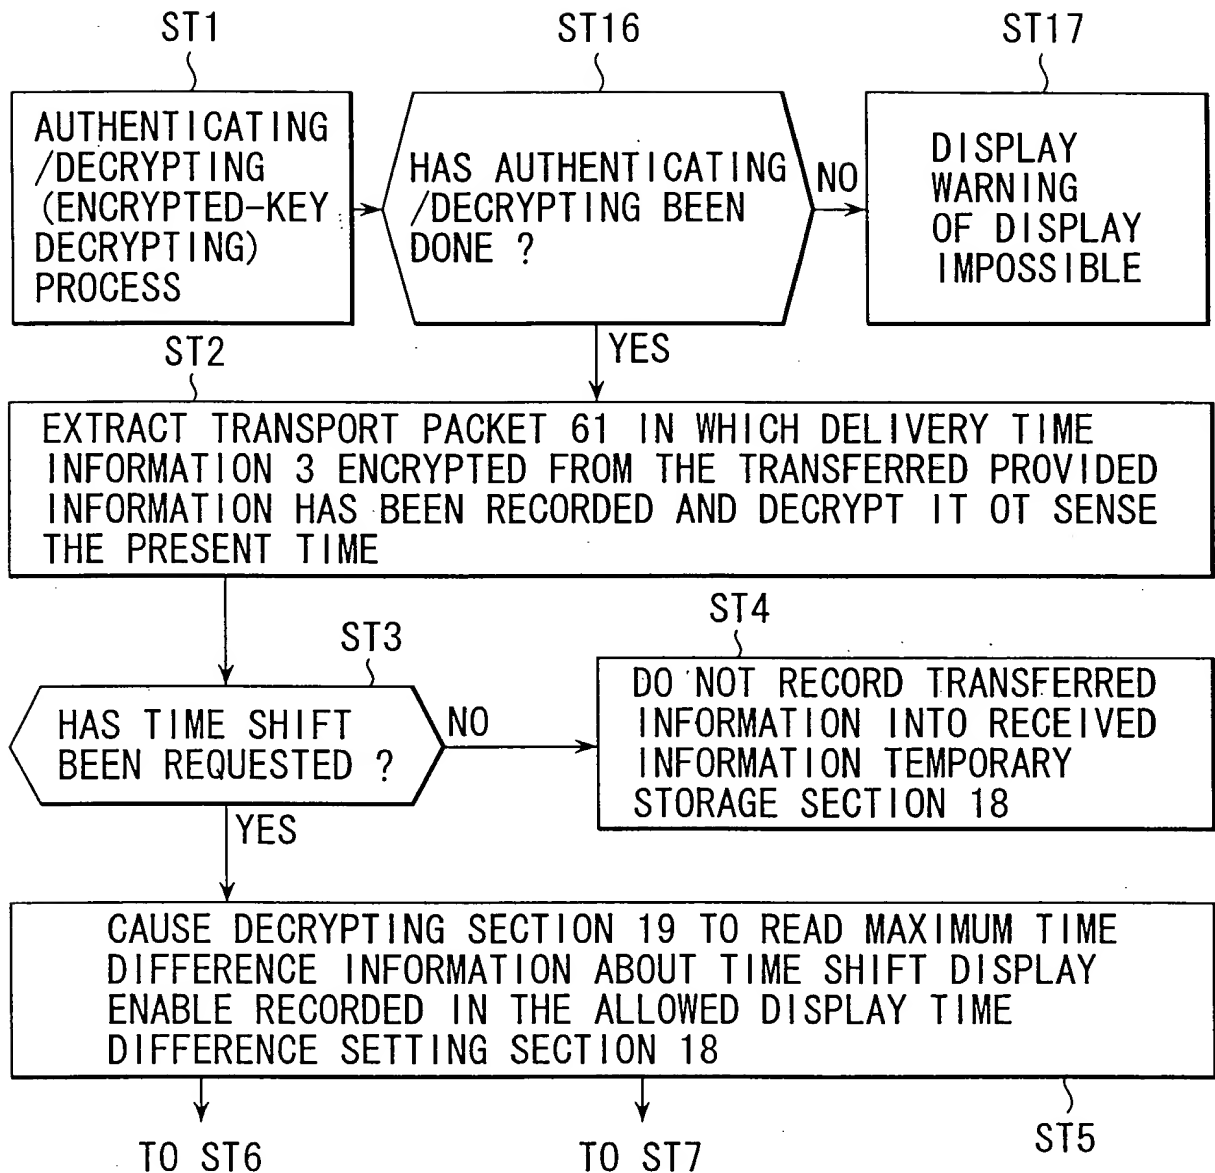 ST1
ST16
ST17
AUTHENTICATING
/DECRYPTING
(ENCRYPTED-KEY
DECRYPTING)
PROCESS
HAS AUTHENTICATING
/DECRYPTING BEEN
DONE ?
NO
DISPLAY
WARNING
OF DISPLAY
IMPOSSIBLE
YES
ST2
EXTRACT TRANSPORT PACKET 61 IN WHICH DELIVERY TIME
INFORMATION 3 ENCRYPTED FROM THE TRANSFERRED PROVIDED
INFORMATION HAS BEEN RECORDED AND DECRYPT IT OT SENSE
THE PRESENT TIME
ST3
ST4
HAS TIME SHIFT
BEEN REQUESTED ?
NO
DO NOT RECORD TRANSFERRED
INFORMATION INTO RECEIVED
INFORMATION TEMPORARY
STORAGE SECTION 18
YES
CAUSE DECRYPTING SECTION 19 TO READ MAXIMUM TIME
DIFFERENCE INFORMATION ABOUT TIME SHIFT DISPLAY
ENABLE RECORDED IN THE ALLOWED DISPLAY TIME
DIFFERENCE SETTING SECTION 18
ST5
TO ST6
TO ST7